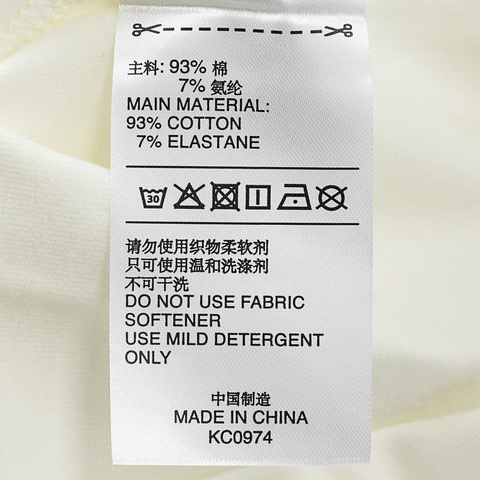 主料: 93% 棉
7% 氨纶
MAIN MATERIAL:
93% COTTON
7% ELASTANE
30
请勿使用织物柔软剂
只可使用温和洗涤剂
不可干洗
DO NOT USE FABRIC
SOFTENER
USE MILD DETERGENT
ONLY
中国制造
MADE IN CHINA
KC0974